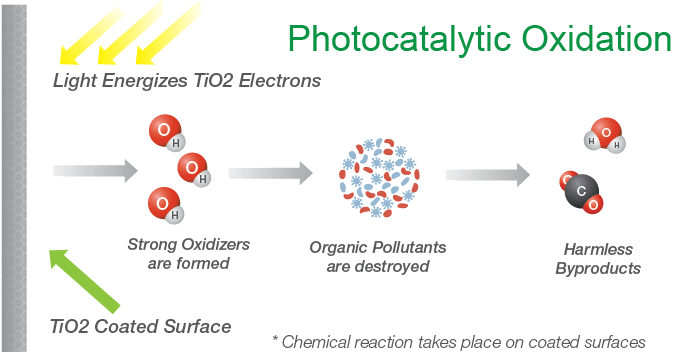 Photocatalytic Oxidation
Light Energizes TiO2 Electrons
O
H
O
H
O
H
O
H
H
O
C
O
Strong Oxidizers
are formed
Organic Pollutants
are destroyed
Harmless
Byproducts
TiO2 Coated Surface
* Chemical reaction takes place on coated surfaces